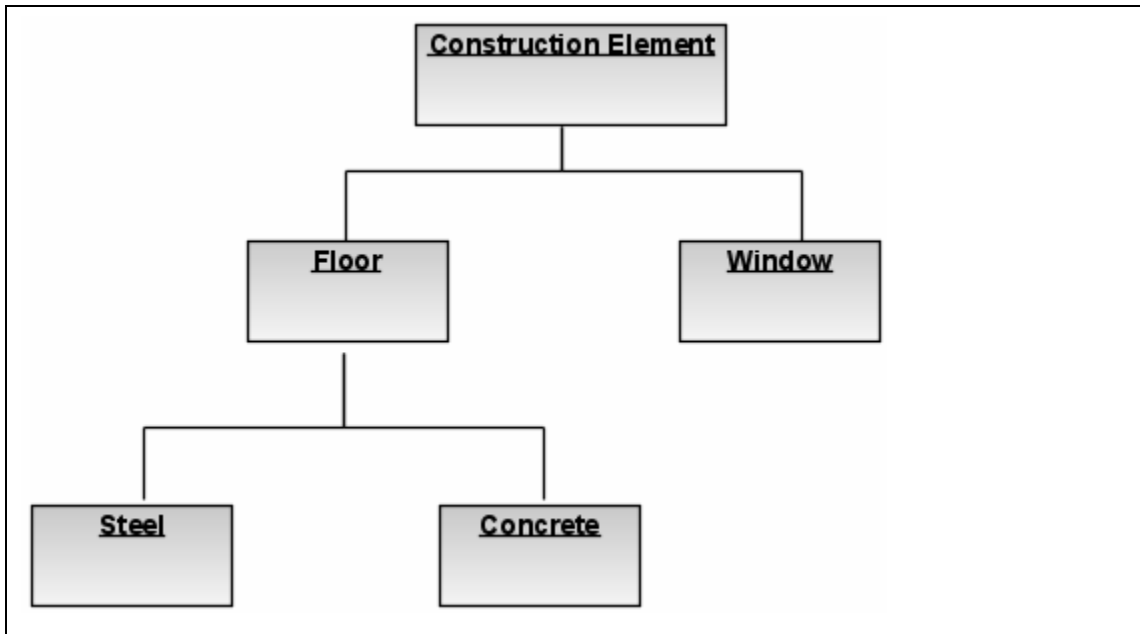 Construction Element
Floor
Window
Steel
Concrete